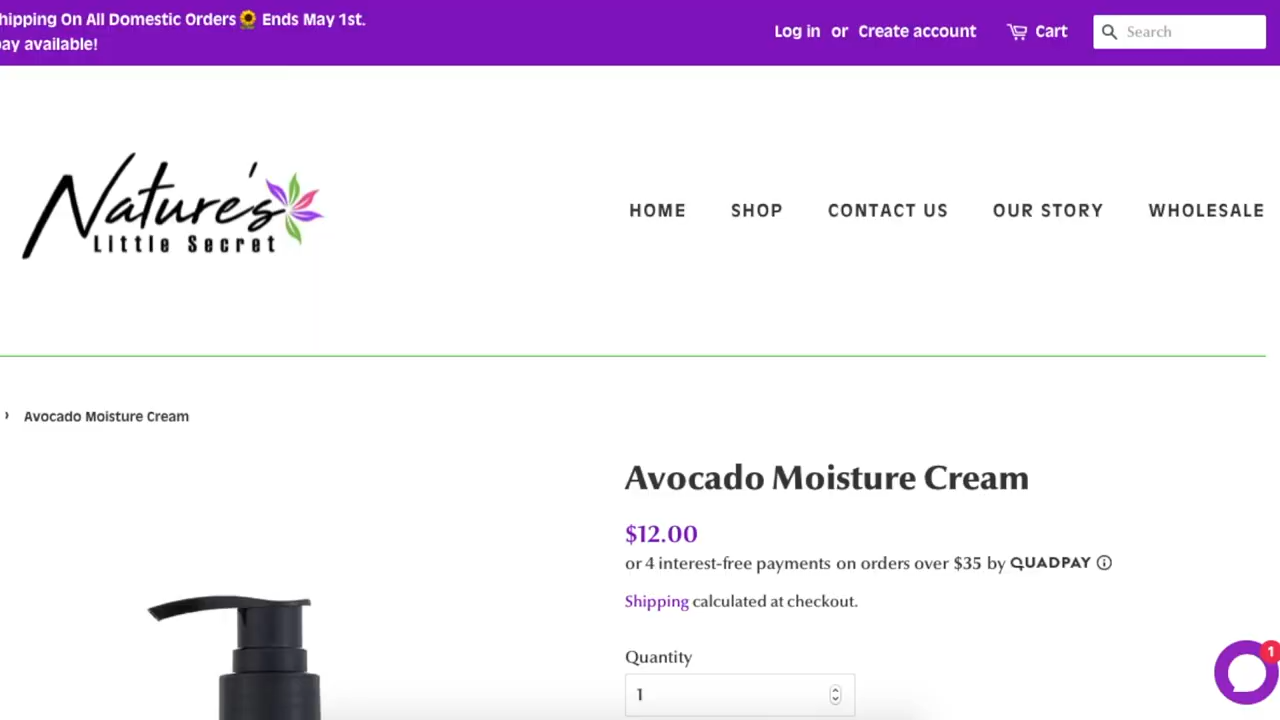 hipping On All Domestic Orders🌻 Ends May 1st.
pay available!
Log in or Create account Cart Search
Nature's
Little Secret
HOME SHOP CONTACT US OUR STORY WHOLESALE
› Avocado Moisture Cream
Avocado Moisture Cream
$12.00
or 4 interest-free payments on orders over $35 by QUADPAY
Shipping calculated at checkout.
Quantity
1
1